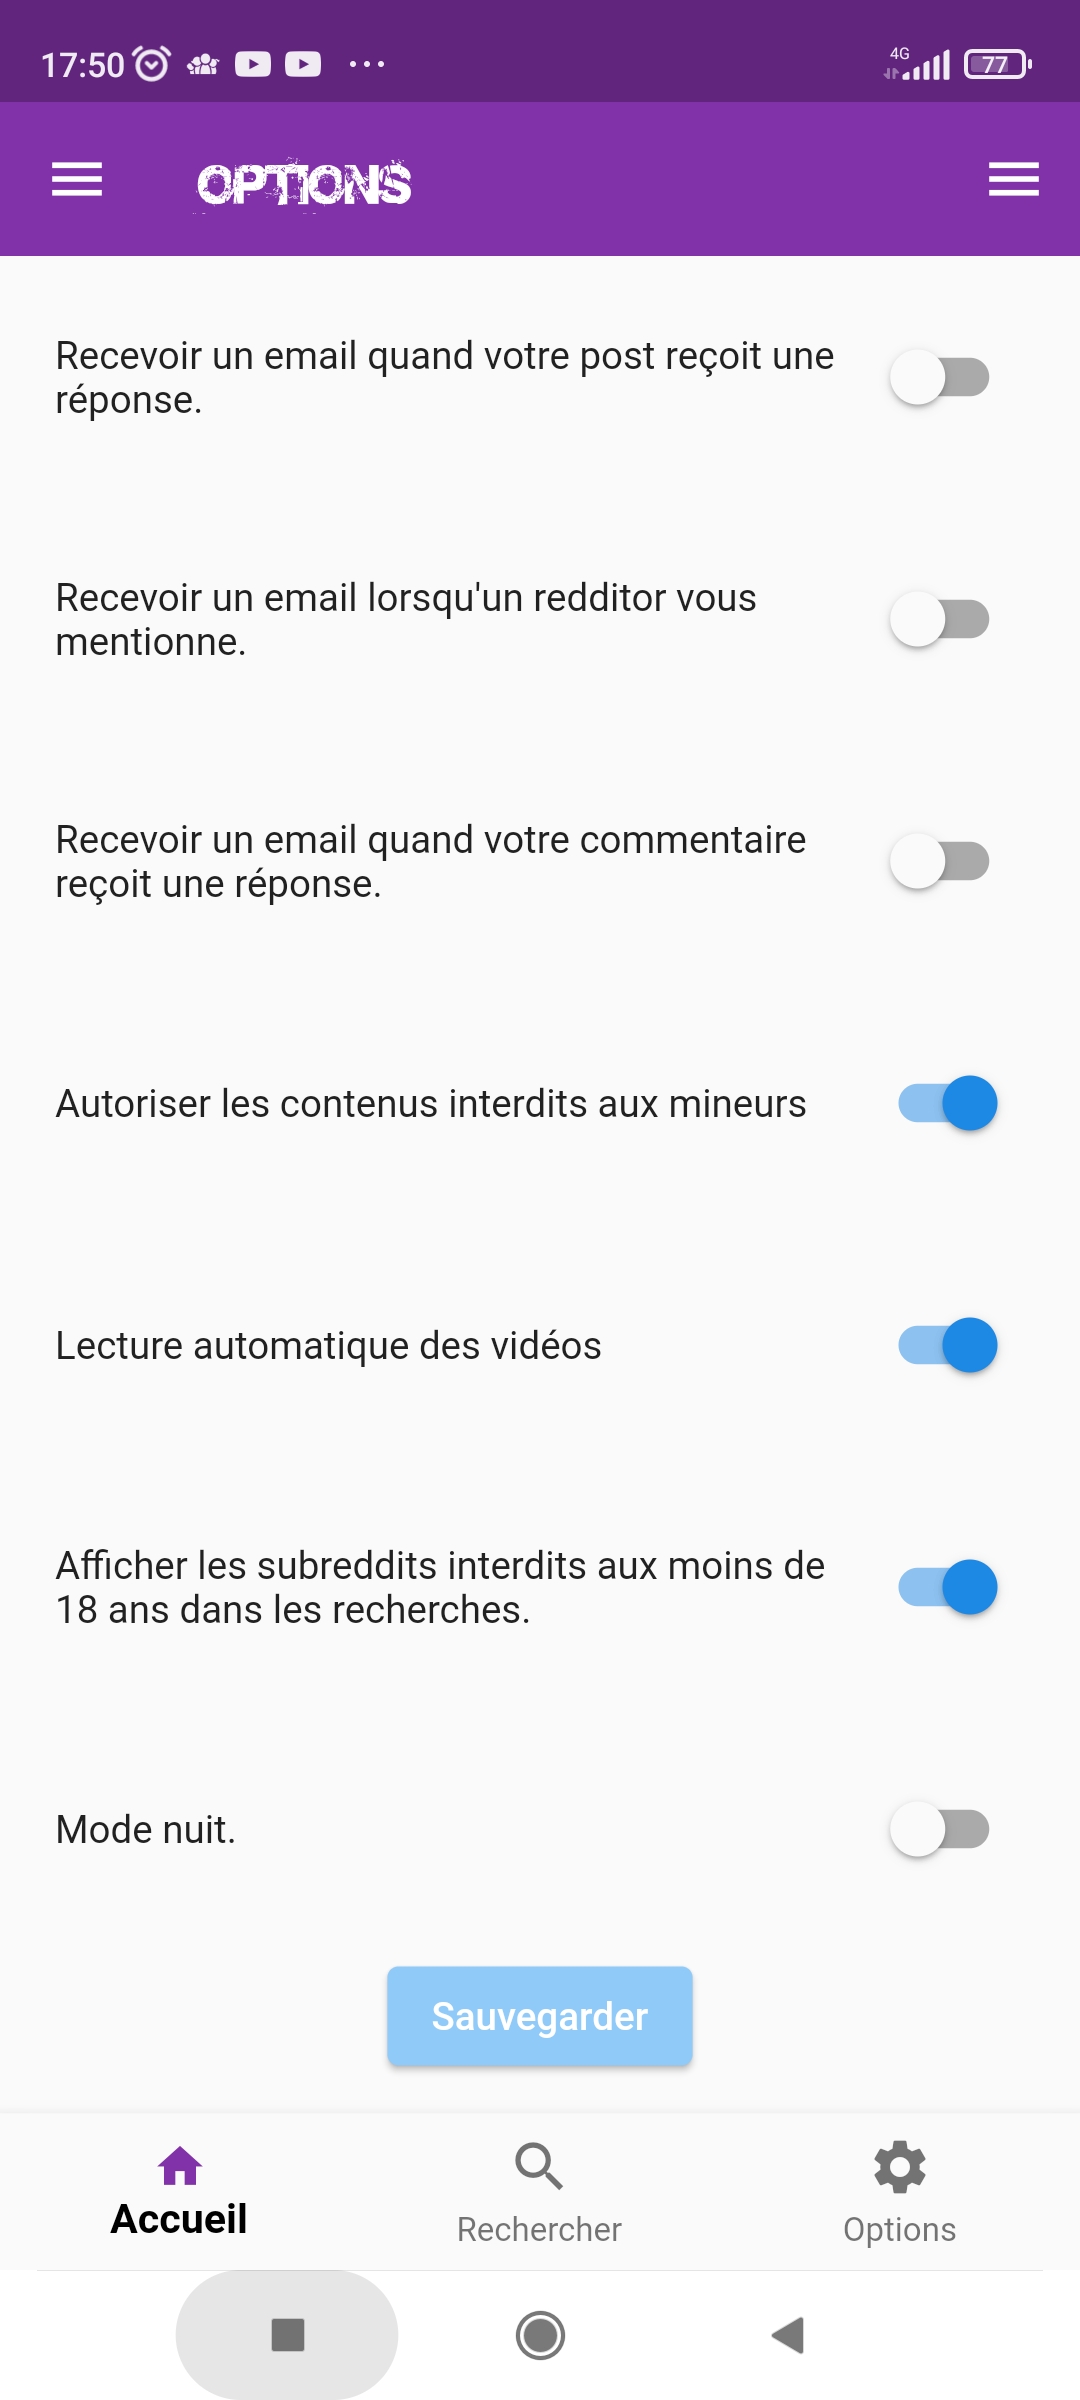 17:50
4G
77
OPTIONS
Recevoir un email quand votre post reçoit une
réponse.
Recevoir un email lorsqu'un redditor vous
mentionne.
Recevoir un email quand votre commentaire
reçoit une réponse.
Autoriser les contenus interdits aux mineurs
Lecture automatique des vidéos
Afficher les subreddits interdits aux moins de
18 ans dans les recherches.
Mode nuit.
Sauvegarder
Accueil
Rechercher
Options